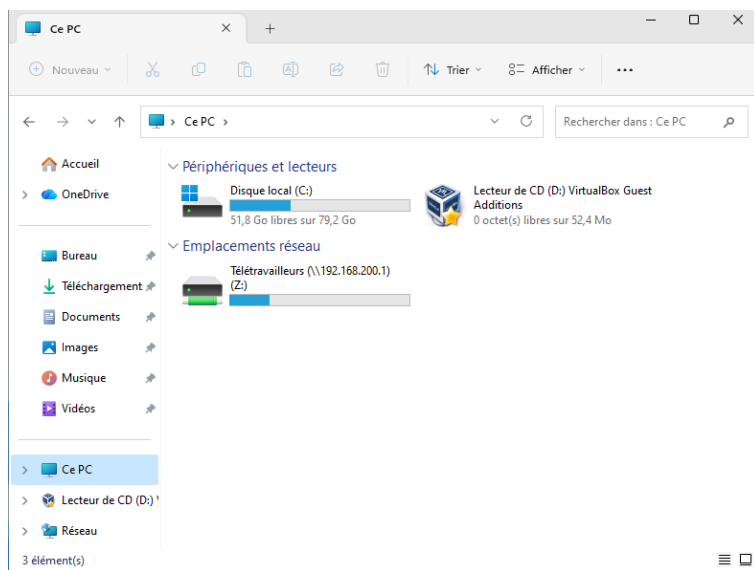 Ce PC
Nouveau
Trier
Afficher
Ce PC
Rechercher dans : Ce PC
Accueil
OneDrive
Bureau
Téléchargement
Documents
Images
Musique
Vidéos
Ce PC
Lecteur de CD (D:) V
Réseau
Périphériques et lecteurs
Disque local (C:)
51,8 Go libres sur 79,2 Go
Lecteur de CD (D:) VirtualBox Guest
Additions
0 octet(s) libres sur 52,4 Mo
Emplacements réseau
Télétravailleurs (\\192.168.200.1)
(Z:)
3 élément(s)